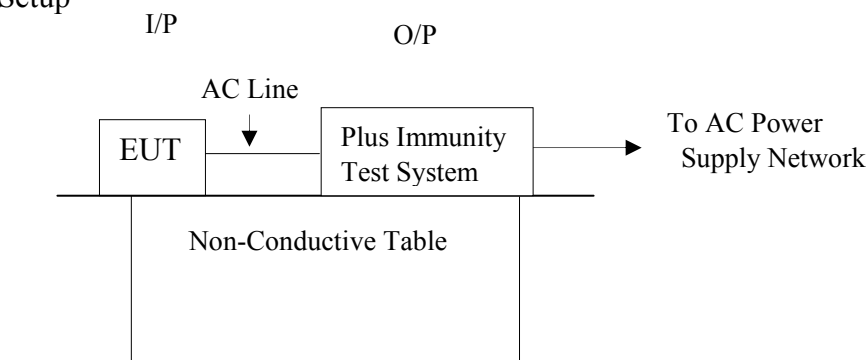 Setup
I/P
O/P
AC Line
EUT
Plus Immunity
Test System
To AC Power
Supply Network
Non-Conductive Table